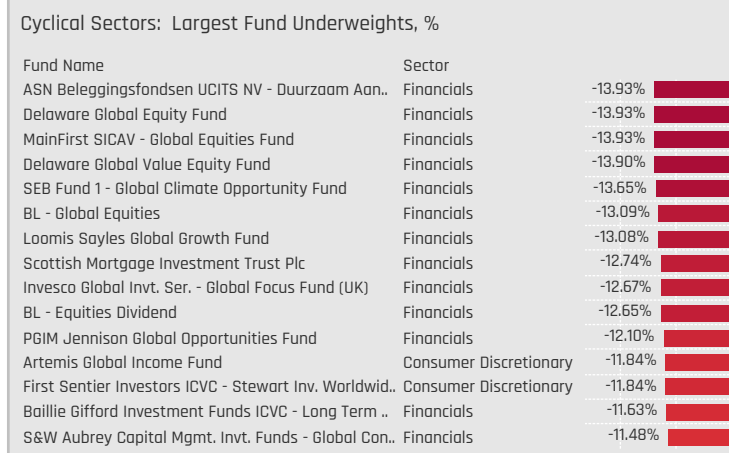 Cyclical Sectors: Largest Fund Underweights, %
Fund Name Sector
ASN Beleggingsfondsen UCITS NV - Duurzaam Aan.. Financials -13.93%
Delaware Global Equity Fund Financials -13.93%
MainFirst SICAV - Global Equities Fund Financials -13.93%
Delaware Global Value Equity Fund Financials -13.90%
SEB Fund 1 - Global Climate Opportunity Fund Financials -13.65%
BL - Global Equities Financials -13.09%
Loomis Sayles Global Growth Fund Financials -13.08%
Scottish Mortgage Investment Trust Plc Financials -12.74%
Invesco Global Invt. Ser. - Global Focus Fund (UK) Financials -12.67%
BL - Equities Dividend Financials -12.65%
PGIM Jennison Global Opportunities Fund Financials -12.10%
Artemis Global Income Fund Consumer Discretionary -11.84%
First Sentier Investors ICVC - Stewart Inv. Worldwid.. Consumer Discretionary -11.84%
Baillie Gifford Investment Funds ICVC - Long Term .. Financials -11.63%
S&W Aubrey Capital Mgmt. Invt. Funds - Global Con.. Financials -11.48%